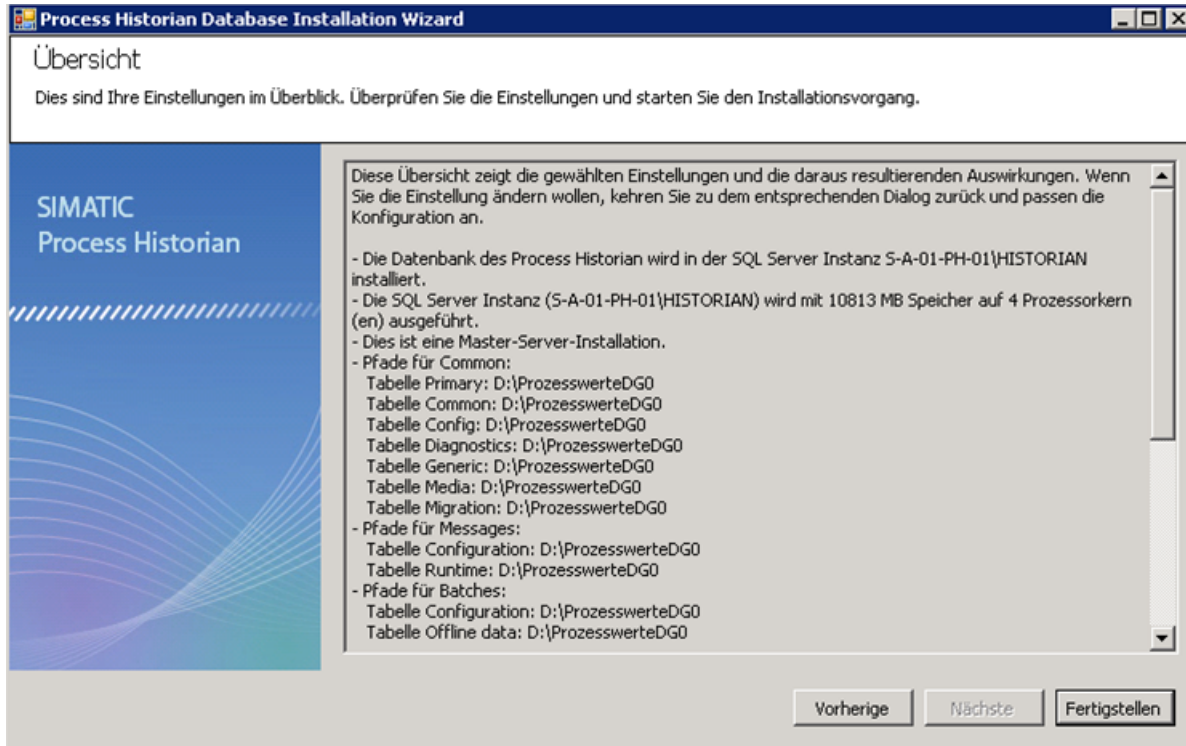 Process Historian Database Installation Wizard
Übersicht
Dies sind Ihre Einstellungen im Überblick. Überprüfen Sie die Einstellungen und starten Sie den Installationsvorgang.
SIMATIC
Process Historian
Diese Übersicht zeigt die gewählten Einstellungen und die daraus resultierenden Auswirkungen. Wenn
Sie die Einstellung ändern wollen, kehren Sie zu dem entsprechenden Dialog zurück und passen die
Konfiguration an.
- Die Datenbank des Process Historian wird in der SQL Server Instanz S-A-01-PH-01\HISTORIAN
installiert.
- Die SQL Server Instanz (S-A-01-PH-01\HISTORIAN) wird mit 10813 MB Speicher auf 4 Prozessorkern
(en) ausgeführt.
- Dies ist eine Master-Server-Installation.
- Pfade für Common:
Tabelle Primary: D:\ProzesswerteDG0
Tabelle Common: D:\ProzesswerteDG0
Tabelle Config: D:\ProzesswerteDG0
Tabelle Diagnostics: D:\ProzesswerteDG0
Tabelle Generic: D:\ProzesswerteDG0
Tabelle Media: D:\ProzesswerteDG0
Tabelle Migration: D:\ProzesswerteDG0
- Pfade für Messages:
Tabelle Configuration: D:\ProzesswerteDG0
Tabelle Runtime: D:\ProzesswerteDG0
- Pfade für Batches:
Tabelle Configuration: D:\ProzesswerteDG0
Tabelle Offline data: D:\ProzesswerteDG0
Vorherige
Nächste
Fertigstellen